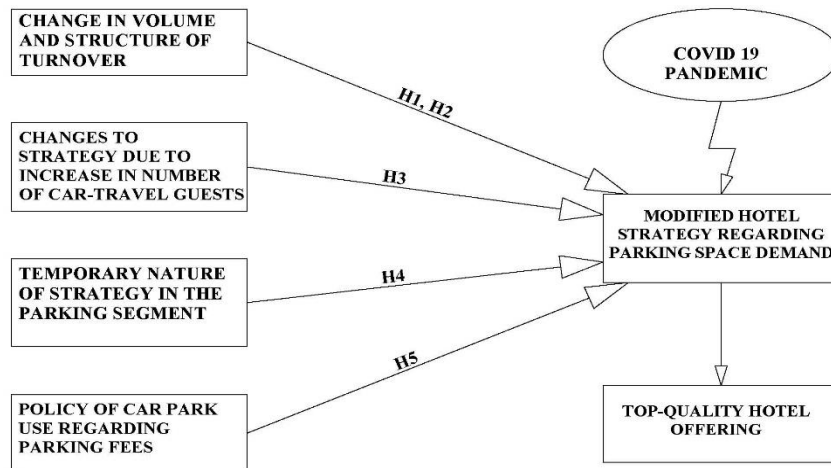 CHANGE IN VOLUME
AND STRUCTURE OF
TURNOVER
CHANGES TO
STRATEGY DUE TO
INCREASE IN NUMBER
OF CAR-TRAVEL GUESTS
TEMPORARY NATURE
OF STRATEGY IN THE
PARKING SEGMENT
POLICY OF CAR PARK
USE REGARDING
PARKING FEES
H1, H2
H3
H4
H5
COVID 19
PANDEMIC
MODIFIED HOTEL
STRATEGY REGARDING
PARKING SPACE DEMAND
TOP-QUALITY HOTEL
OFFERING